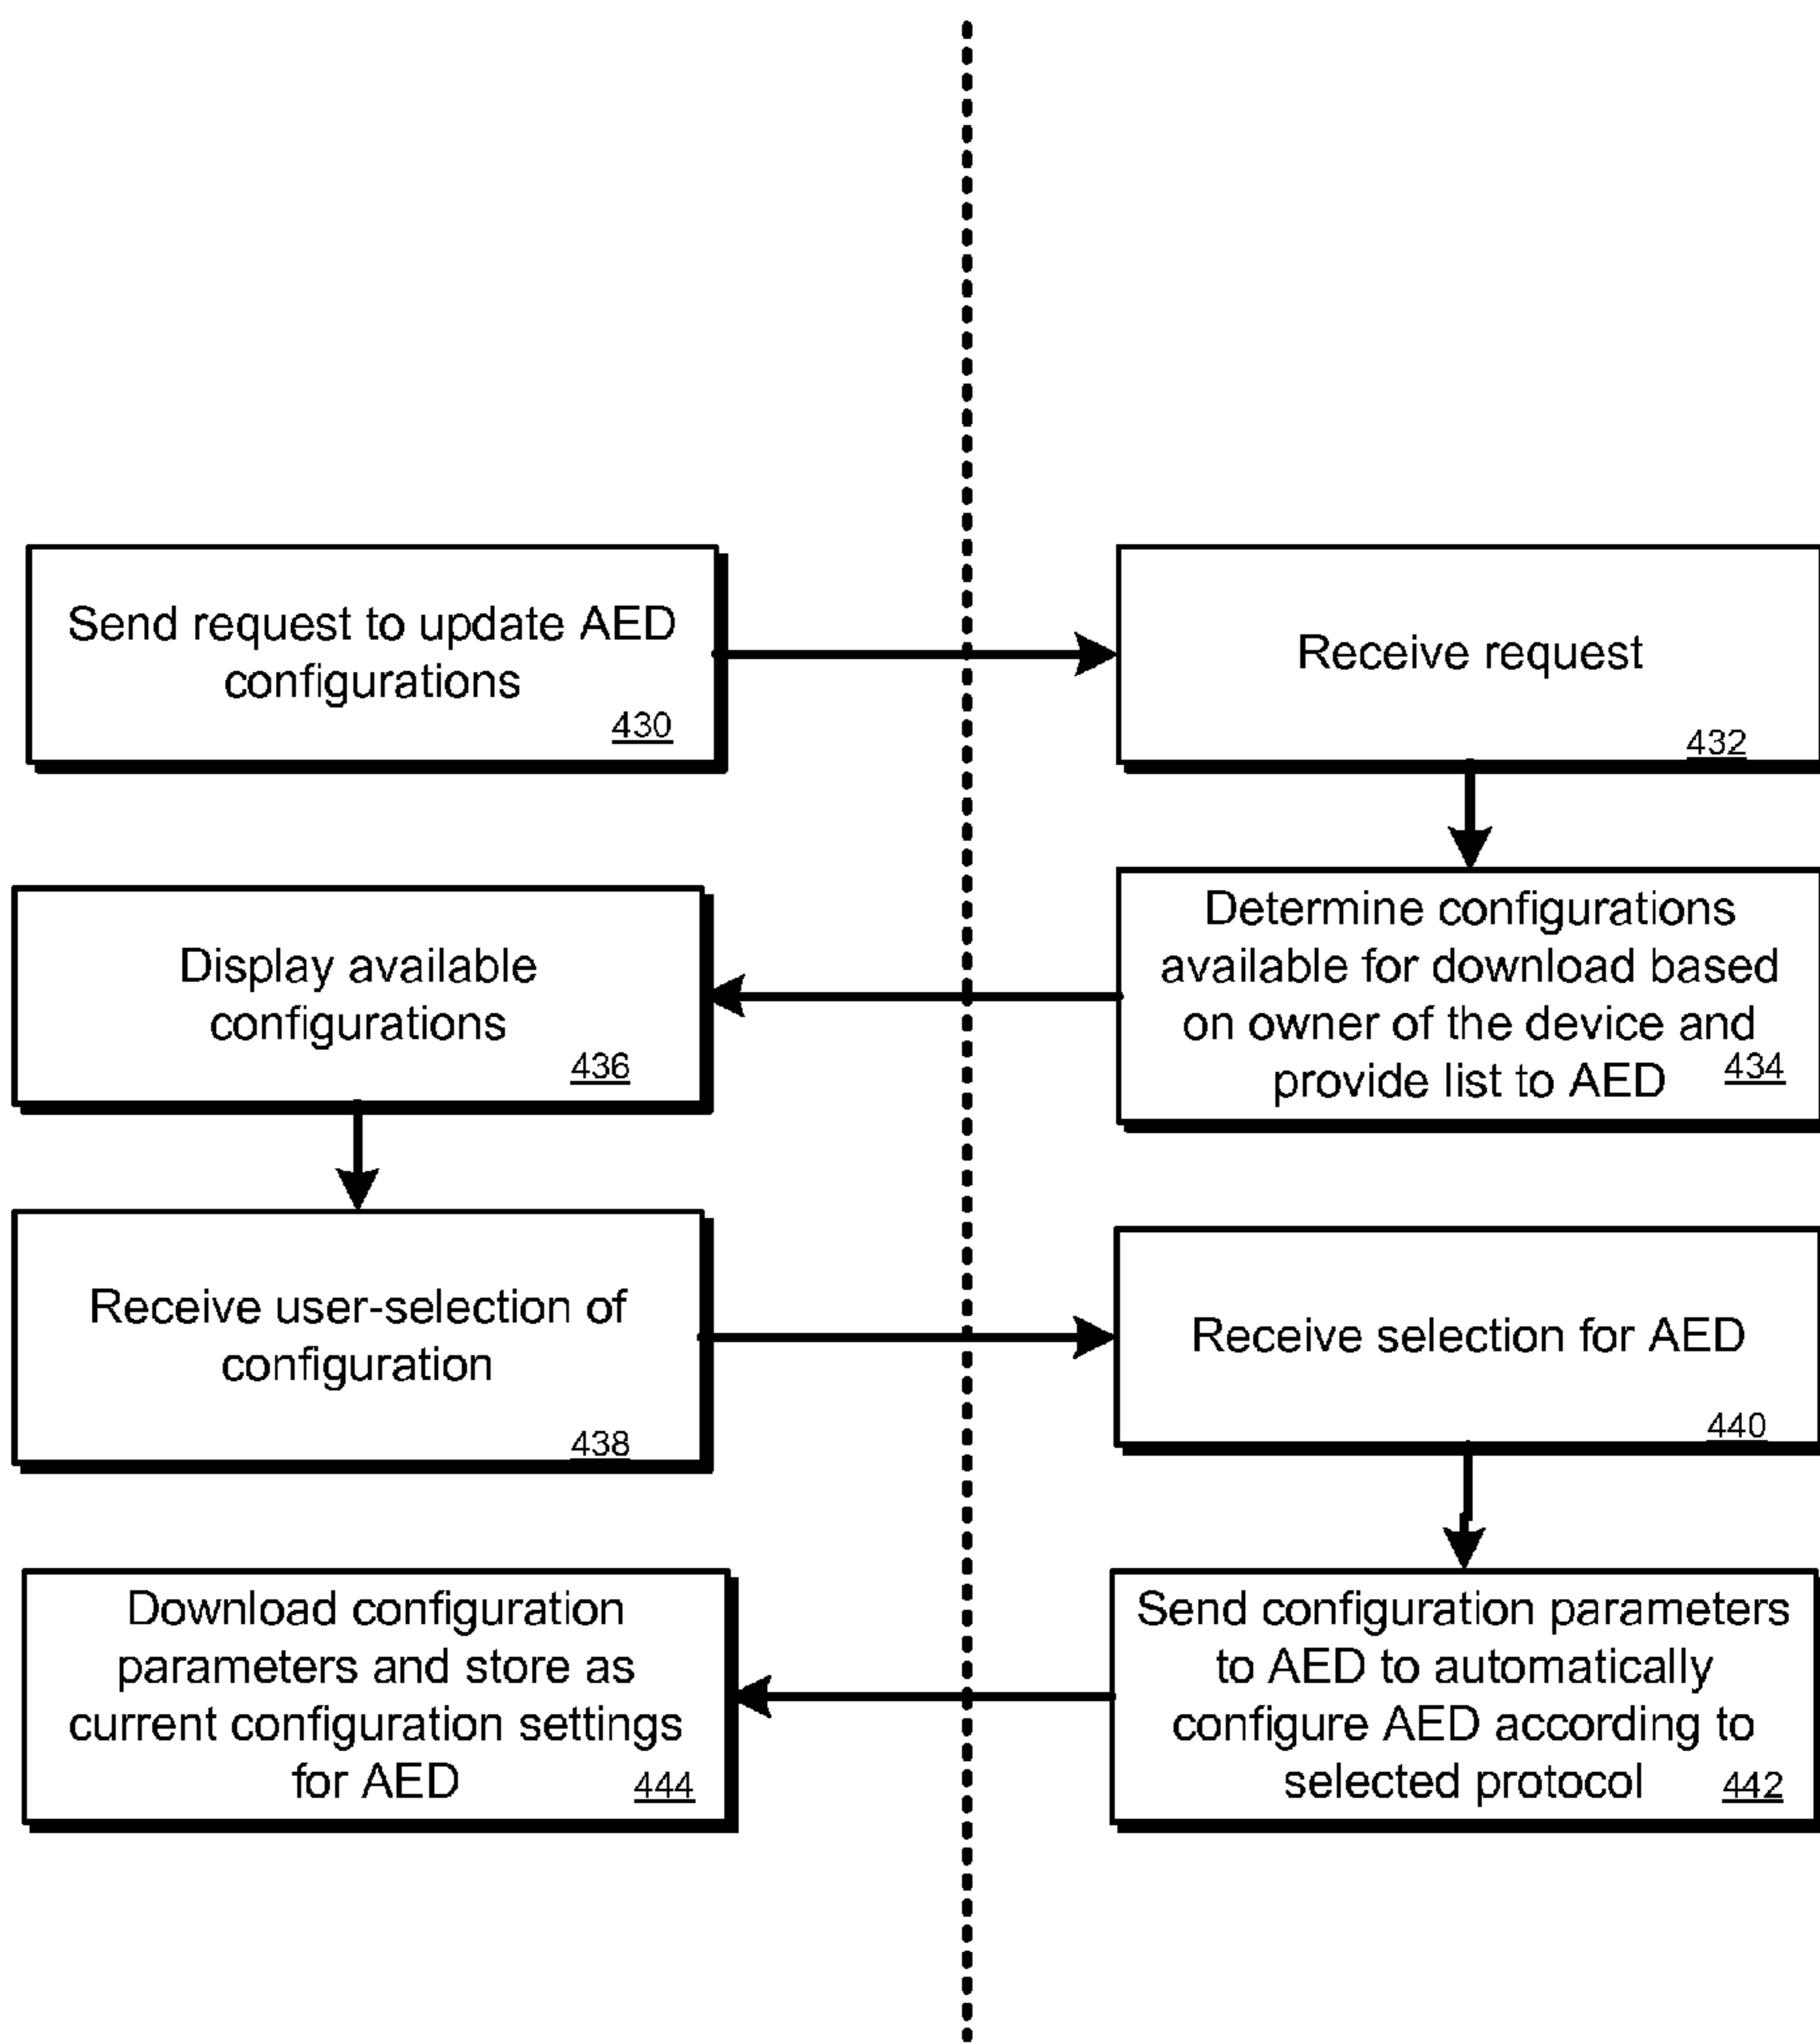 Send request to update AED
configurations
430
Receive request
432
Determine configurations
available for download based
on owner of the device and
provide list to AED
434
Display available
configurations
436
Receive user-selection of
configuration
438
Receive selection for AED
440
Send configuration parameters
to AED to automatically
configure AED according to
selected protocol
442
Download configuration
parameters and store as
current configuration settings
for AED
444